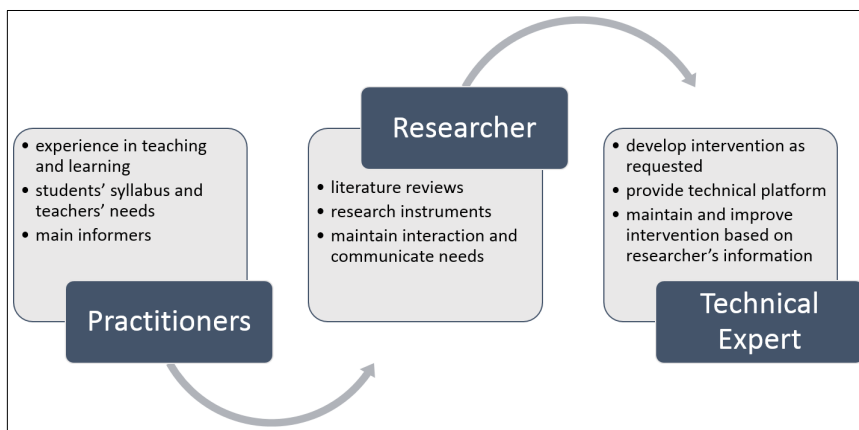 • experience in teaching
and learning
• students’ syllabus and
teachers’ needs
• main informers
Practitioners
Researcher
• literature reviews
• research instruments
• maintain interaction and
communicate needs
• develop intervention as
requested
• provide technical platform
• maintain and improve
intervention based on
researcher’s information
Technical
Expert